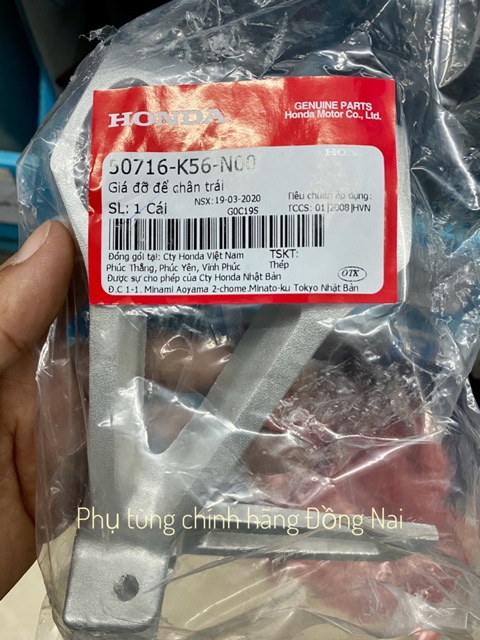 HONDA
GENUINE PARTS
Honda Motor Co., Ltd.
HONDA
50716-K56-N00
Giá đỡ để chân trái
SL: 1 Cái
NSX:19-03-2020
G0C19S
Tiêu chuẩn áp dụng:
TCCS: 01|2008|HVN
Đóng gói tại: Cty Honda Việt Nam
Phúc Thắng, Phúc Yên, Vĩnh Phúc
TSKT:
Thép
Được sự cho phép của Cty Honda Nhật Bản
OTK
Đ.C 1-1. Minami Aoyama 2-chome,Minato-ku Tokyo Nhật Bản
Phụ tùng chính hãng Đồng Nai